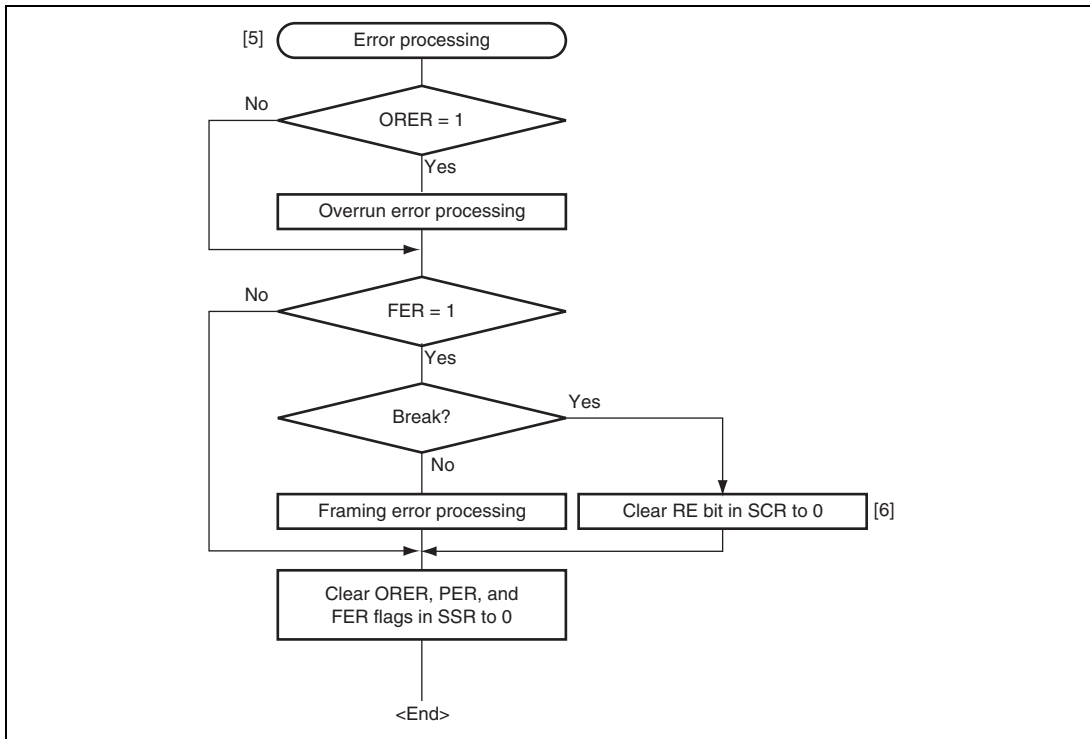 [5]
Error processing
No
ORER = 1
Yes
Overrun error processing
No
FER = 1
Yes
Break?
Yes
No
Framing error processing
Clear RE bit in SCR to 0
[6]
Clear ORER, PER, and
FER flags in SSR to 0
<End>